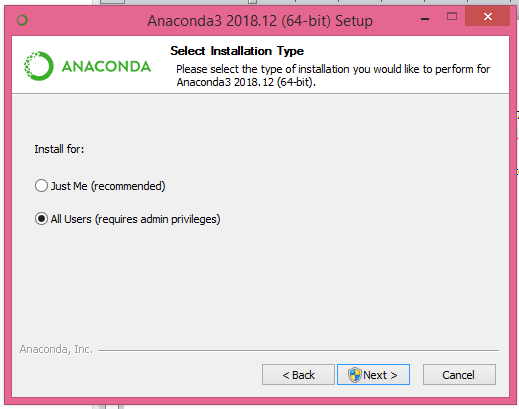 Anaconda3 2018.12 (64-bit) Setup
Select Installation Type
Please select the type of installation you would like to perform for
Anaconda3 2018.12 (64-bit).
ANACONDA
Install for:
Just Me (recommended)
All Users (requires admin privileges)
Anaconda, Inc.
< Back
Next >
Cancel